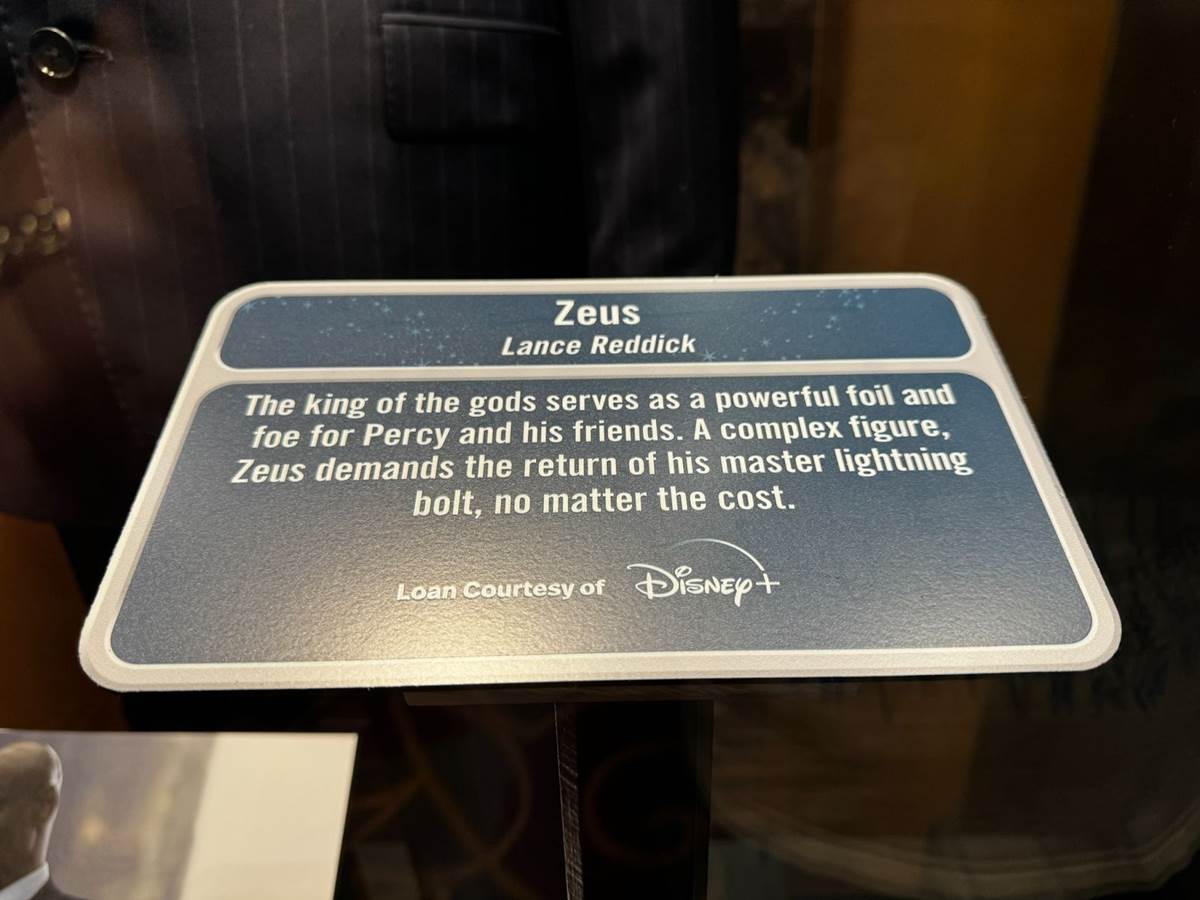 Zeus
Lance Reddick
The king of the gods serves as a powerful foil and
foe for Percy and his friends. A complex figure,
Zeus demands the return of his master lightning
bolt, no matter the cost.
Loan Courtesy of Disney+